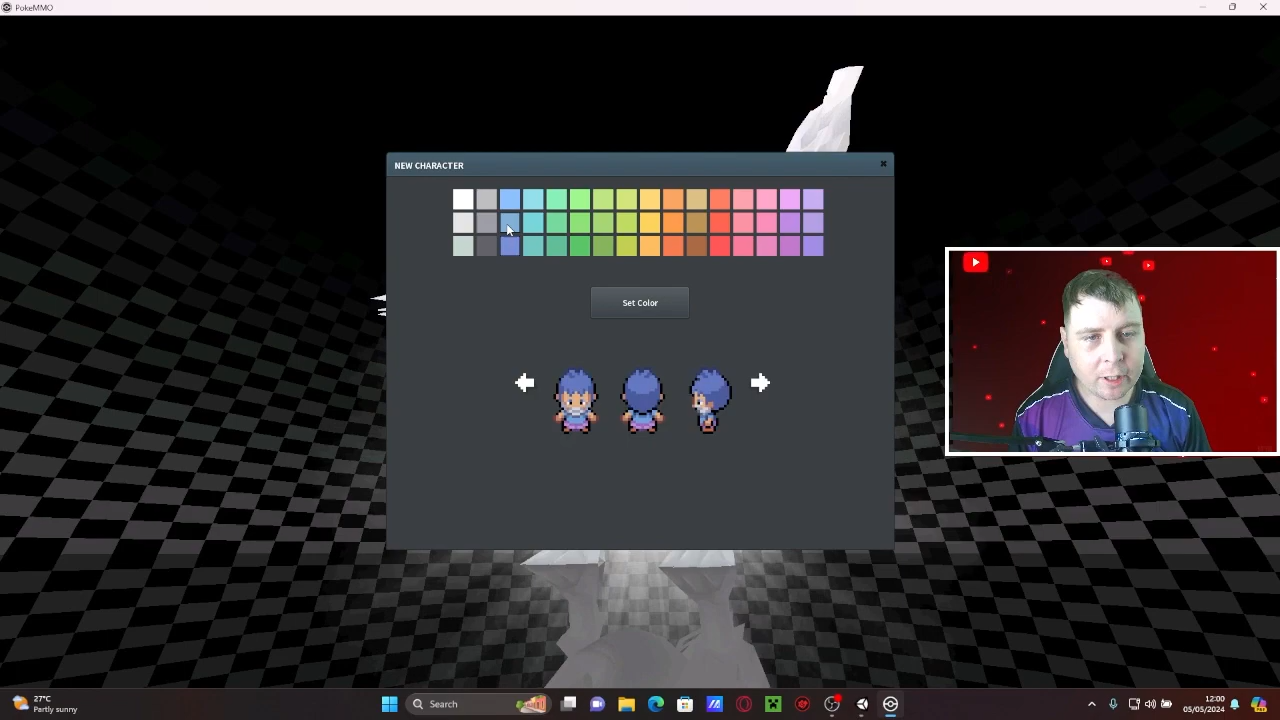 PokeMMO
NEW CHARACTER
Set Color
27°C
Partly sunny
Search
12:00
05/05/2024